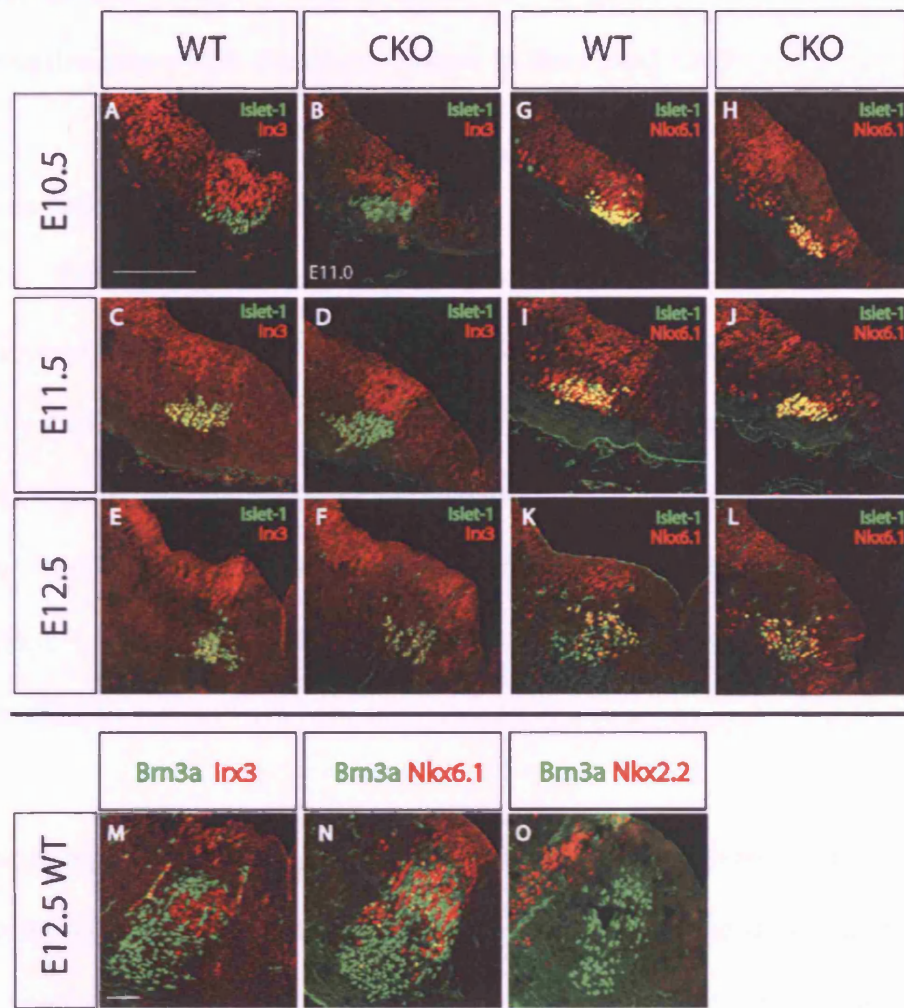 WT CKO WT CKO
E10.5
A Islet-1
Irx3
B Islet-1
Irx3
E11.0
G Islet-1
Nkx6.1
H Islet-1
Nkx6.1
E11.5
C Islet-1
Irx3
D Islet-1
Irx3
I Islet-1
Nkx6.1
J Islet-1
Nkx6.1
E12.5
E Islet-1
Irx3
F Islet-1
Irx3
K Islet-1
Nkx6.1
L Islet-1
Nkx6.1
Brn3a Irx3 Brn3a Nkx6.1 Brn3a Nkx2.2
E12.5 WT
M N O